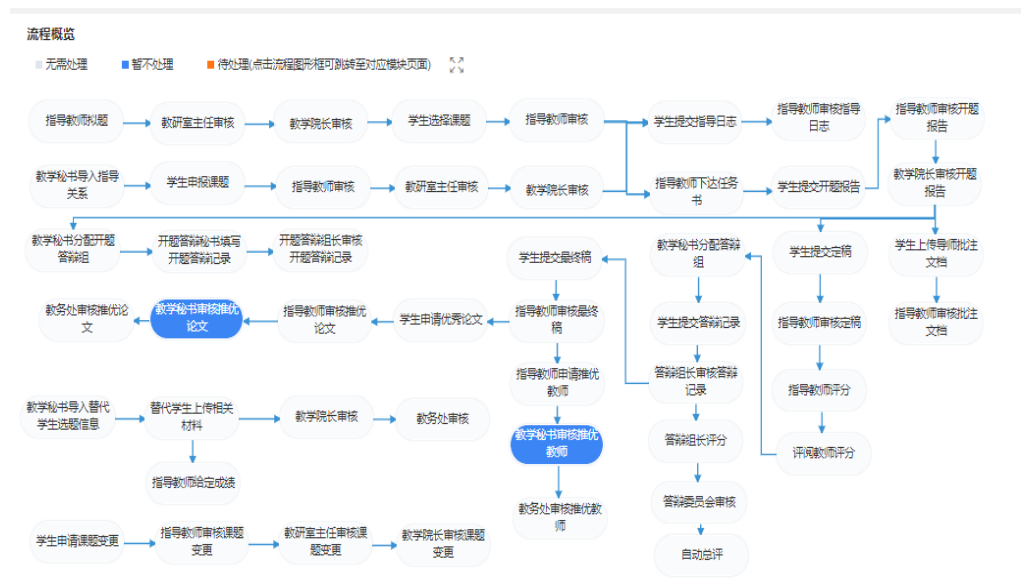 流程概览
无需处理
暂不处理
待处理(点击流程图形框可跳转至对应模块页面)
指导教师拟题
教研室主任审核
教学院长审核
学生选择课题
指导教师审核
学生提交指导日志
指导教师审核指导
日志
指导教师审核开题
报告
教学秘书导入指导
关系
学生申报课题
指导教师审核
教研室主任审核
教学院长审核
指导教师下达任务
书
学生提交开题报告
教学院长审核开题
报告
教学秘书分配开题
答辩组
开题答辩秘书填写
开题答辩记录
开题答辩组长审核
开题答辩记录
学生提交最终稿
教学秘书分配答辩
组
学生提交定稿
学生上传导师批注
文档
教务处审核推优论
文
教学秘书审核推优
论文
指导教师审核推优
论文
学生申请优秀论文
指导教师审核最终
稿
学生提交答辩记录
指导教师审核定稿
指导教师审核批注
文档
指导教师申请推优
教师
答辩组长审核答辩
记录
指导教师评分
教学秘书导入替代
学生选题信息
替代学生上传相关
材料
教学院长审核
教务处审核
教学秘书审核推优
教师
答辩组长评分
评阅教师评分
指导教师给定成绩
教务处审核推优教
师
答辩委员会审核
学生申请课题变更
指导教师审核课题
变更
教研室主任审核课
题变更
教学院长审核课题
变更
自动总评